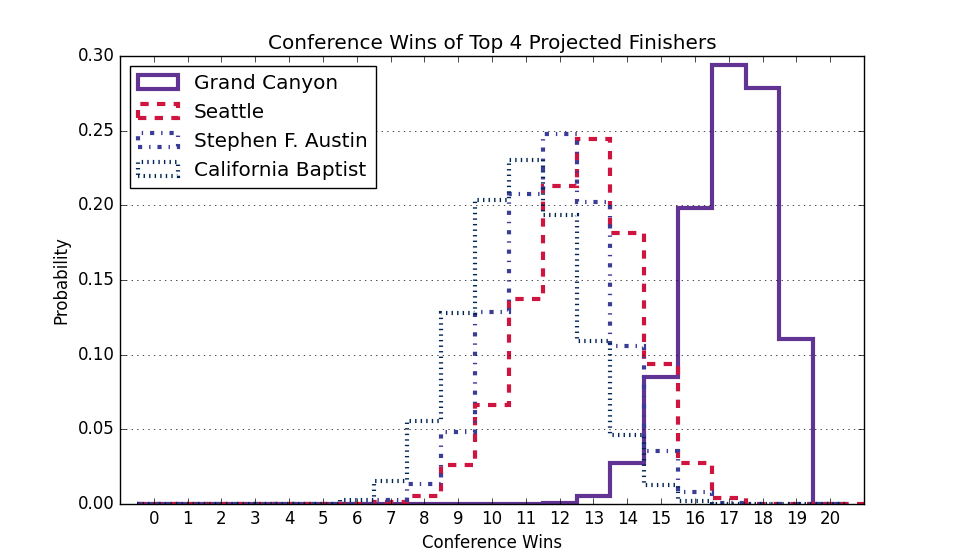 Conference Wins of Top 4 Projected Finishers
Grand Canyon
Seattle
Stephen F. Austin
California Baptist
0.30
0.25
0.20
0.15
0.10
0.05
0.00
Probability
0 1 2 3 4 5 6 7 8 9 10 11 12 13 14 15 16 17 18 19 20
Conference Wins